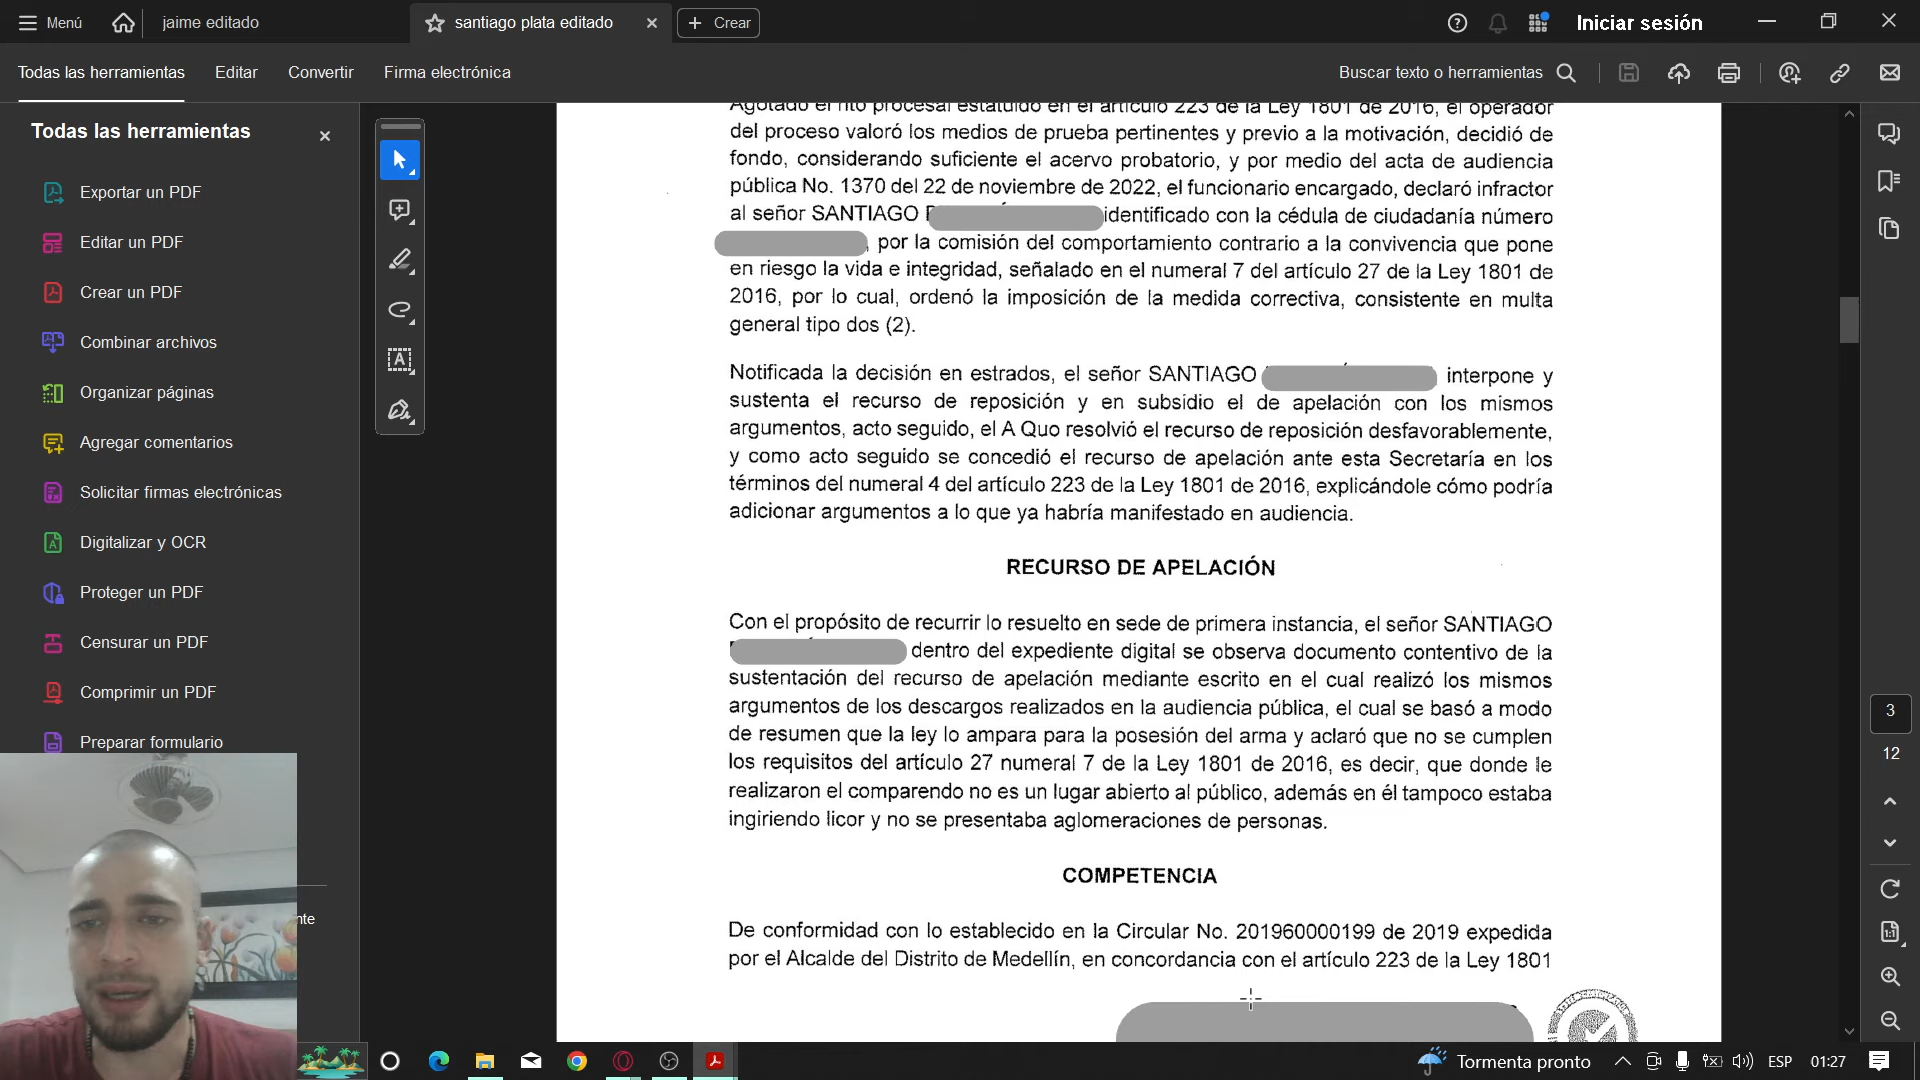 Menú
jaime editado
santiago plata editado
Crear
Iniciar sesión
Todas las herramientas
Editar
Convertir
Firma electrónica
Buscar texto o herramientas
Todas las herramientas
Exportar un PDF
Editar un PDF
Crear un PDF
Combinar archivos
Organizar páginas
Agregar comentarios
Solicitar firmas electrónicas
Digitalizar y OCR
Proteger un PDF
Censurar un PDF
Comprimir un PDF
Preparar formulario
nte
Agotado el rito procesal estatuido en el artículo 223 de la Ley 1801 de 2016, el operador
del proceso valoró los medios de prueba pertinentes y previo a la motivación, decidió de
fondo, considerando suficiente el acervo probatorio, y por medio del acta de audiencia
pública No. 1370 del 22 de noviembre de 2022, el funcionario encargado, declaró infractor
al señor SANTIAGO identificado con la cédula de ciudadanía número
, por la comisión del comportamiento contrario a la convivencia que pone
en riesgo la vida e integridad, señalado en el numeral 7 del artículo 27 de la Ley 1801 de
2016, por lo cual, ordenó la imposición de la medida correctiva, consistente en multa
general tipo dos (2).
Notificada la decisión en estrados, el señor SANTIAGO interpone y
sustenta el recurso de reposición y en subsidio el de apelación con los mismos
argumentos, acto seguido, el A Quo resolvió el recurso de reposición desfavorablemente,
y como acto seguido se concedió el recurso de apelación ante esta Secretaría en los
términos del numeral 4 del artículo 223 de la Ley 1801 de 2016, explicándole cómo podría
adicionar argumentos a lo que ya habría manifestado en audiencia.
RECURSO DE APELACIÓN
Con el propósito de recurrir lo resuelto en sede de primera instancia, el señor SANTIAGO
dentro del expediente digital se observa documento contentivo de la
sustentación del recurso de apelación mediante escrito en el cual realizó los mismos
argumentos de los descargos realizados en la audiencia pública, el cual se basó a modo
de resumen que la ley lo ampara para la posesión del arma y aclaró que no se cumplen
los requisitos del artículo 27 numeral 7 de la Ley 1801 de 2016, es decir, que donde le
realizaron el comparendo no es un lugar abierto al público, además en él tampoco estaba
ingiriendo licor y no se presentaba aglomeraciones de personas.
COMPETENCIA
De conformidad con lo establecido en la Circular No. 201960000199 de 2019 expedida
por el Alcalde del Distrito de Medellín, en concordancia con el artículo 223 de la Ley 1801
3
12
Tormenta pronto
ESP
01:27